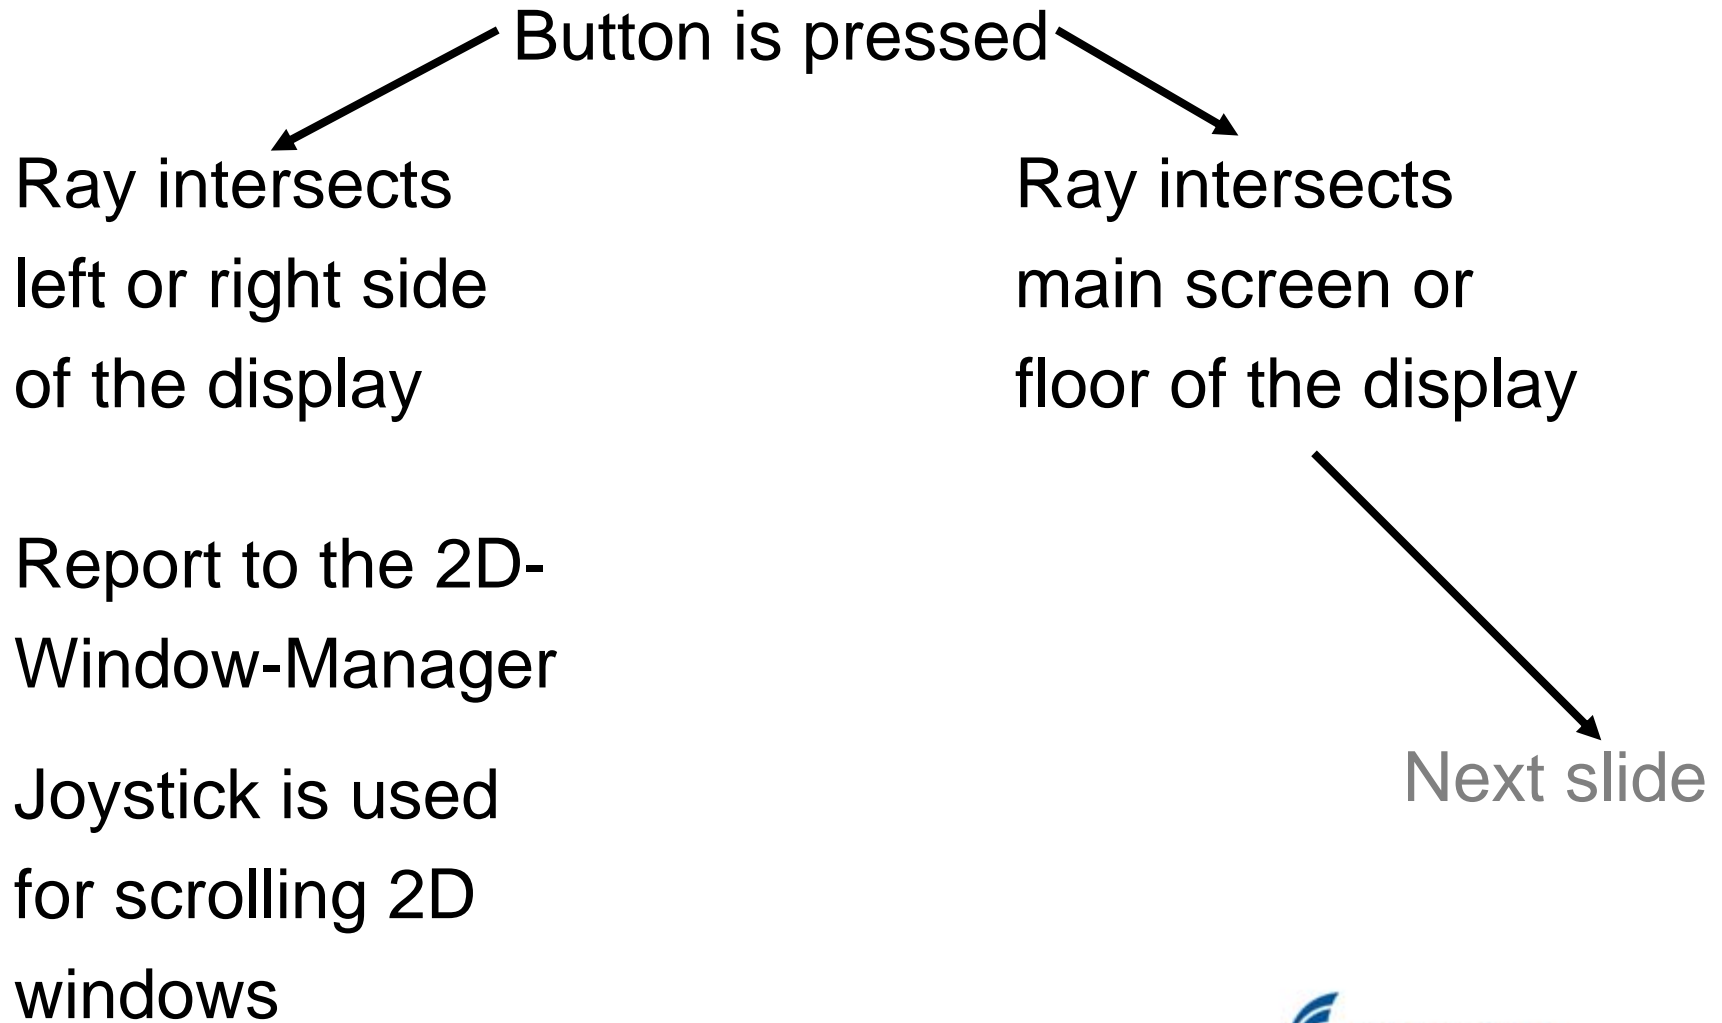 Button is pressed
Ray intersects
left or right side
of the display
Report to the 2D-
Window-Manager
Joystick is used
for scrolling 2D
windows
Ray intersects
main screen or
floor of the display
Next slide